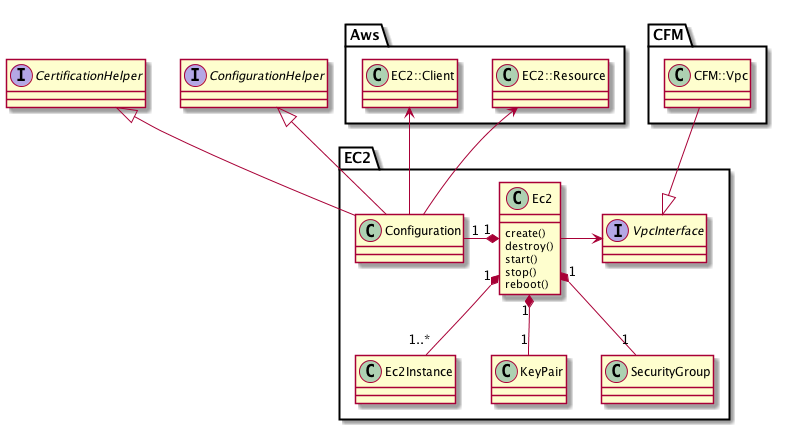 Aws
CFM
I CertificationHelper
I ConfigurationHelper
C EC2::Client
C EC2::Resource
C CFM::Vpc
EC2
C Ec2
create()
destroy()
start()
stop()
reboot()
C Configuration
1 1
I VpcInterface
1
1
1
1..*
1
1
C Ec2Instance
C KeyPair
C SecurityGroup